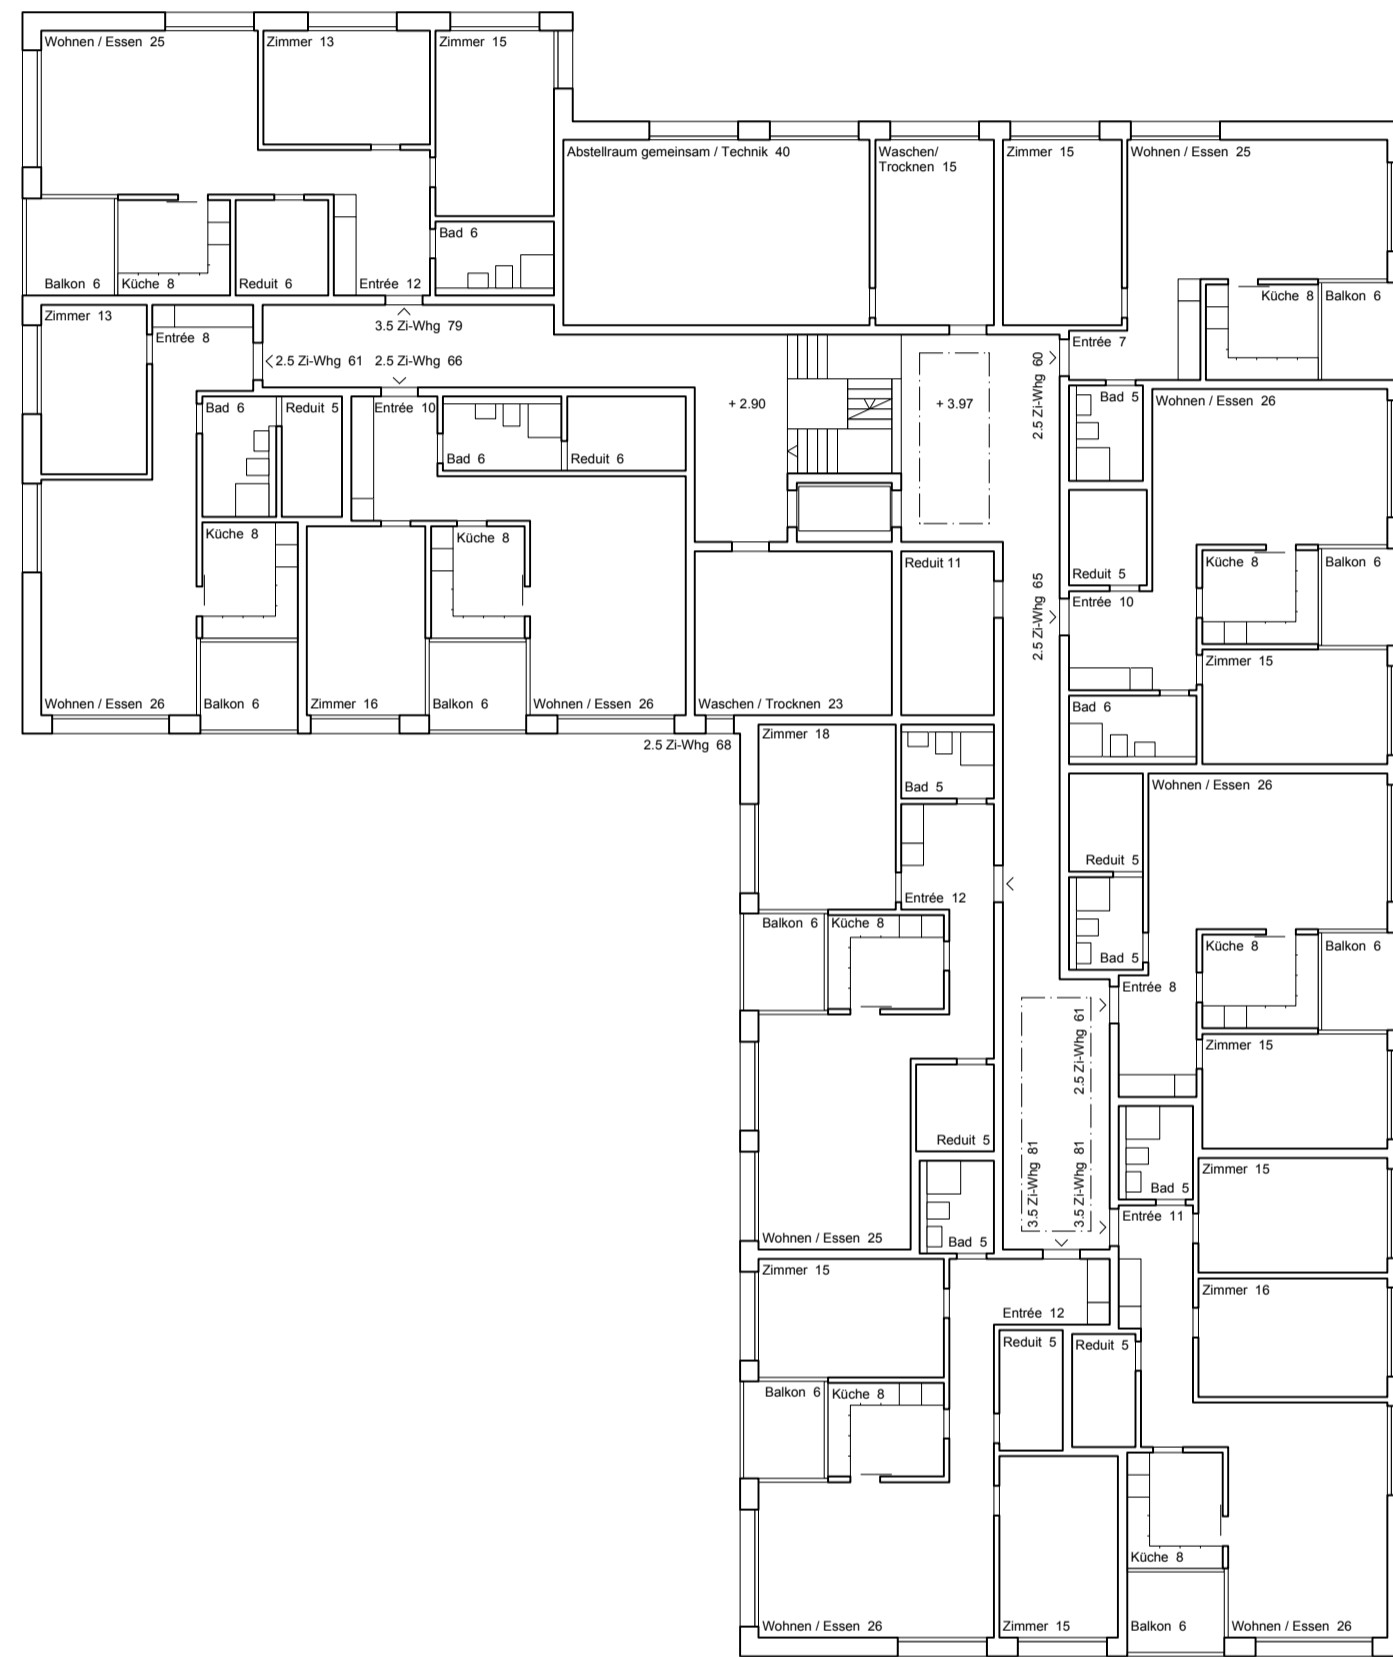 Wohnen / Essen 25
Zimmer 13
Zimmer 15
Balkon 6
Küche 8
Reduit 6
Entrée 12
Bad 6
Abstellraum gemeinsam / Technik 40
Waschen/
Trocknen 15
Zimmer 15
Wohnen / Essen 25
Küche 8
Balkon 6
Entrée 7
Zimmer 13
Entrée 8
3.5 Zi-Whg 79
2.5 Zi-Whg 61
2.5 Zi-Whg 66
2.5 Zi-Whg 60
+ 2.90
+ 3.97
Bad 6
Reduit 5
Entrée 10
Bad 6
Reduit 6
Bad 5
Wohnen / Essen 26
Küche 8
Küche 8
Reduit 11
Reduit 5
Küche 8
Balkon 6
2.5 Zi-Whg 65
Entrée 10
Wohnen / Essen 26
Balkon 6
Zimmer 16
Balkon 6
Wohnen / Essen 26
Waschen / Trocknen 23
Zimmer 15
Bad 6
2.5 Zi-Whg 68
Zimmer 18
Bad 5
Wohnen / Essen 26
Reduit 5
Entrée 12
Balkon 6
Küche 8
Bad 5
Küche 8
Balkon 6
Entrée 8
2.5 Zi-Whg 61
Zimmer 15
Reduit 5
3.5 Zi-Whg 81
3.5 Zi-Whg 81
Zimmer 15
Bad 5
Entrée 11
Wohnen / Essen 25
Bad 5
Zimmer 15
Zimmer 16
Entrée 12
Reduit 5
Reduit 5
Balkon 6
Küche 8
Küche 8
Wohnen / Essen 26
Zimmer 15
Balkon 6
Wohnen / Essen 26